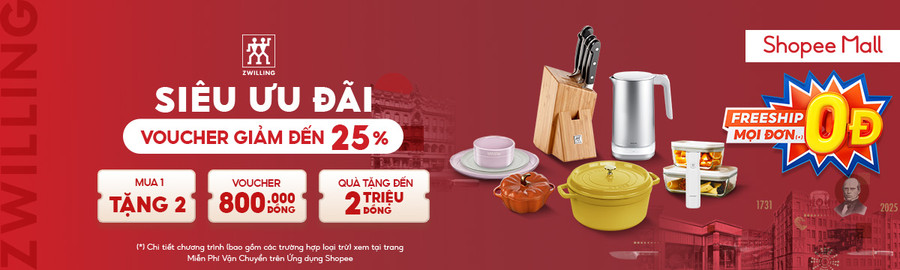 ZWILLING
ZWILLING
SIÊU ƯU ĐÃI
VOUCHER GIẢM ĐẾN 25%
MUA 1
TẶNG 2
VOUCHER
800.000
ĐỒNG
QUÀ TẶNG ĐẾN
2 TRIỆU
ĐỒNG
(*) Chi tiết chương trình (bao gồm các trường hợp loại trừ) xem tại trang
Miễn Phí Vận Chuyển trên Ứng dụng Shopee
Shopee Mall
FREESHIP
MỌI ĐƠN(*)
0Đ
1731
2025